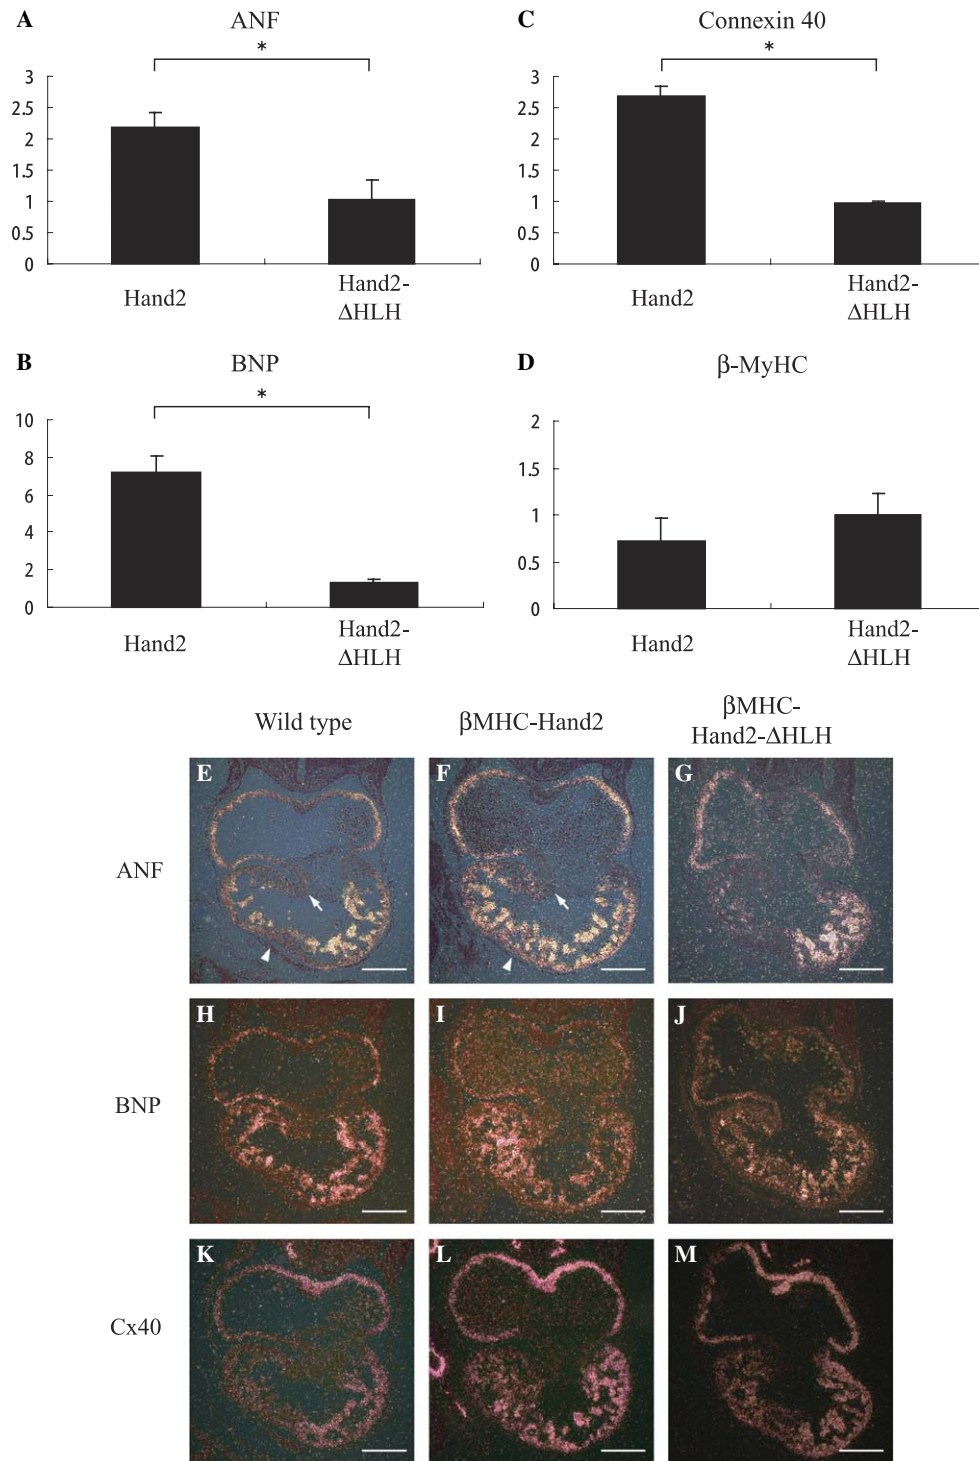 A
ANF
*
3
2.5
2
1.5
1
0.5
0
Hand2
Hand2-
ΔHLH
C
Connexin 40
*
3
2.5
2
1.5
1
0.5
0
Hand2
Hand2-
ΔHLH
B
BNP
*
10
8
6
4
2
0
Hand2
Hand2-
ΔHLH
D
β-MyHC
2
1.5
1
0.5
0
Hand2
Hand2-
ΔHLH
Wild type
βMHC-Hand2
βMHC-
Hand2-ΔHLH
ANF
E
F
G
BNP
H
I
J
Cx40
K
L
M